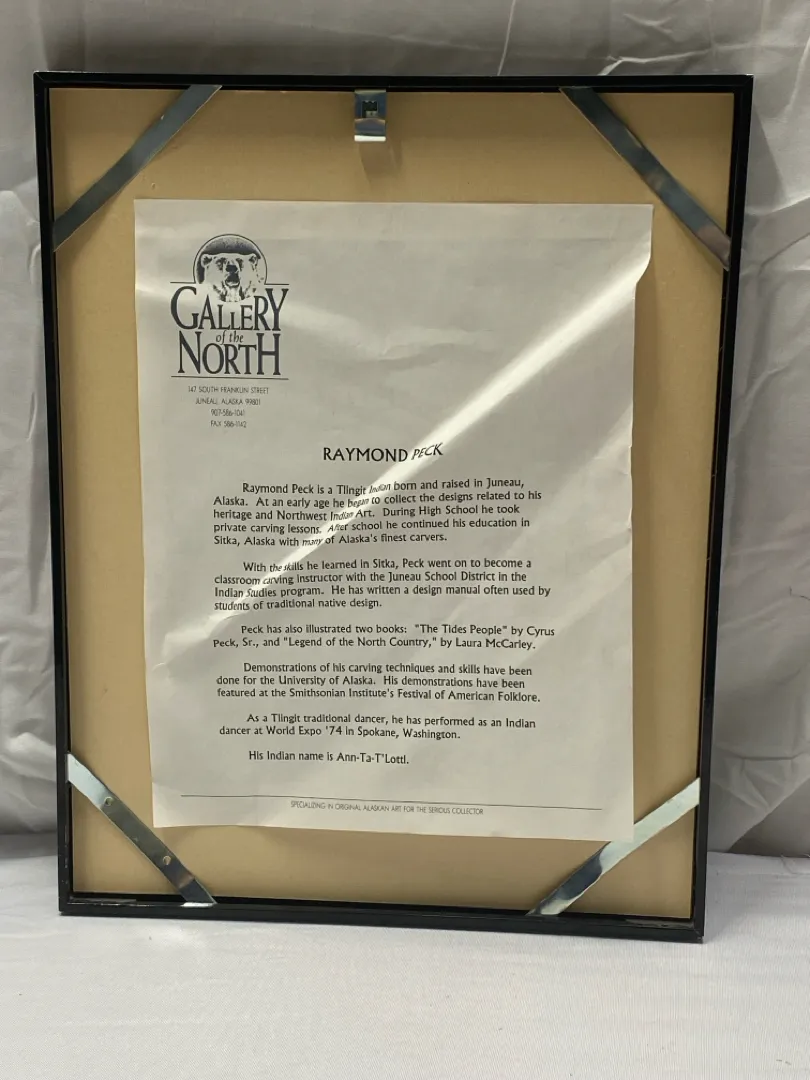 GALLERY
of the
NORTH
147 SOUTH FRANKLIN STREET
JUNEAU, ALASKA 99801
907-586-1041
FAX 586-1142
RAYMOND PECK
Raymond Peck is a Tlingit Indian born and raised in Juneau,
Alaska. At an early age he began to collect the designs related to his
heritage and Northwest Indian Art. During High School he took
private carving lessons. After school he continued his education in
Sitka, Alaska with many of Alaska's finest carvers.
With the skills he learned in Sitka, Peck went on to become a
classroom carving instructor with the Juneau School District in the
Indian Studies program. He has written a design manual often used by
students of traditional native design.
Peck has also illustrated two books: "The Tides People" by Cyrus
Peck, Sr., and "Legend of the North Country," by Laura McCarley.
Demonstrations of his carving techniques and skills have been
done for the University of Alaska. His demonstrations have been
featured at the Smithsonian Institute's Festival of American Folklore.
As a Tlingit traditional dancer, he has performed as an Indian
dancer at World Expo '74 in Spokane, Washington.
His Indian name is Ann-Ta-T'Lottl.
SPECIALIZING IN ORIGINAL ALASKAN ART FOR THE SERIOUS COLLECTOR